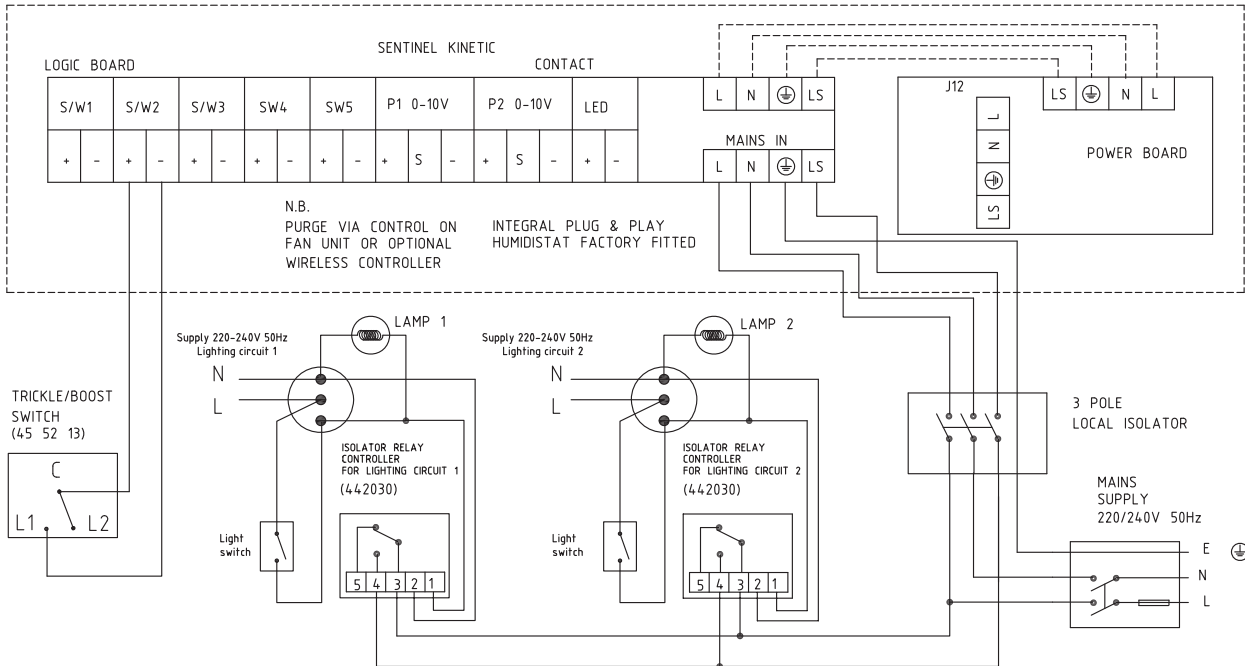 SENTINEL KINETIC
LOGIC BOARD
CONTACT
S/W1 S/W2 S/W3 SW4 SW5 P1 0-10V P2 0-10V LED
+ - + - + - + - + - + S - + S - + -
L N LS
MAINS IN
L N LS
J12
LS N L
L
N
LS
POWER BOARD
N.B.
PURGE VIA CONTROL ON
FAN UNIT OR OPTIONAL
WIRELESS CONTROLLER
INTEGRAL PLUG & PLAY
HUMIDISTAT FACTORY FITTED
TRICKLE/BOOST
SWITCH
(45 52 13)
C
L1 L2
Supply 220-240V 50Hz
Lighting circuit 1
N
L
LAMP 1
Light
switch
ISOLATOR RELAY
CONTROLLER
FOR LIGHTING CIRCUIT 1
(442030)
5 4 3 2 1
Supply 220-240V 50Hz
Lighting circuit 2
N
L
LAMP 2
Light
switch
ISOLATOR RELAY
CONTROLLER
FOR LIGHTING CIRCUIT 2
(442030)
5 4 3 2 1
3 POLE
LOCAL ISOLATOR
MAINS
SUPPLY
220/240V 50Hz
E
N
L